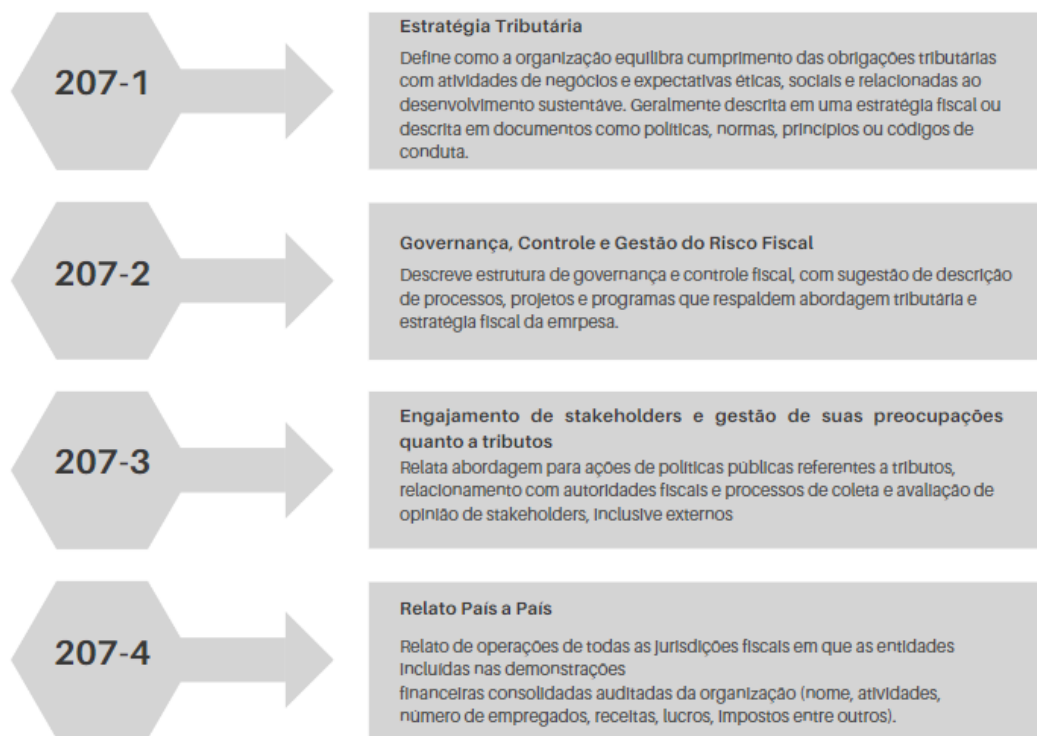 207-1
Estratégia Tributária
Define como a organização equilibra cumprimento das obrigações tributárias
com atividades de negócios e expectativas éticas, sociais e relacionadas ao
desenvolvimento sustentáve. Geralmente descrita em uma estratégia fiscal ou
descrita em documentos como políticas, normas, princípios ou códigos de
conduta.
207-2
Governança, Controle e Gestão do Risco Fiscal
Descreve estrutura de governança e controle fiscal, com sugestão de descrição
de processos, projetos e programas que respaldem abordagem tributária e
estratégia fiscal da emrpesa.
207-3
Engajamento de stakeholders e gestão de suas preocupações
quanto a tributos
Relata abordagem para ações de políticas públicas referentes a tributos,
relacionamento com autoridades fiscais e processos de coleta e avaliação de
opinião de stakeholders, inclusive externos
207-4
Relato País a País
Relato de operações de todas as jurisdições fiscais em que as entidades
incluídas nas demonstrações
financeiras consolidadas auditadas da organização (nome, atividades,
número de empregados, receitas, lucros, impostos entre outros).